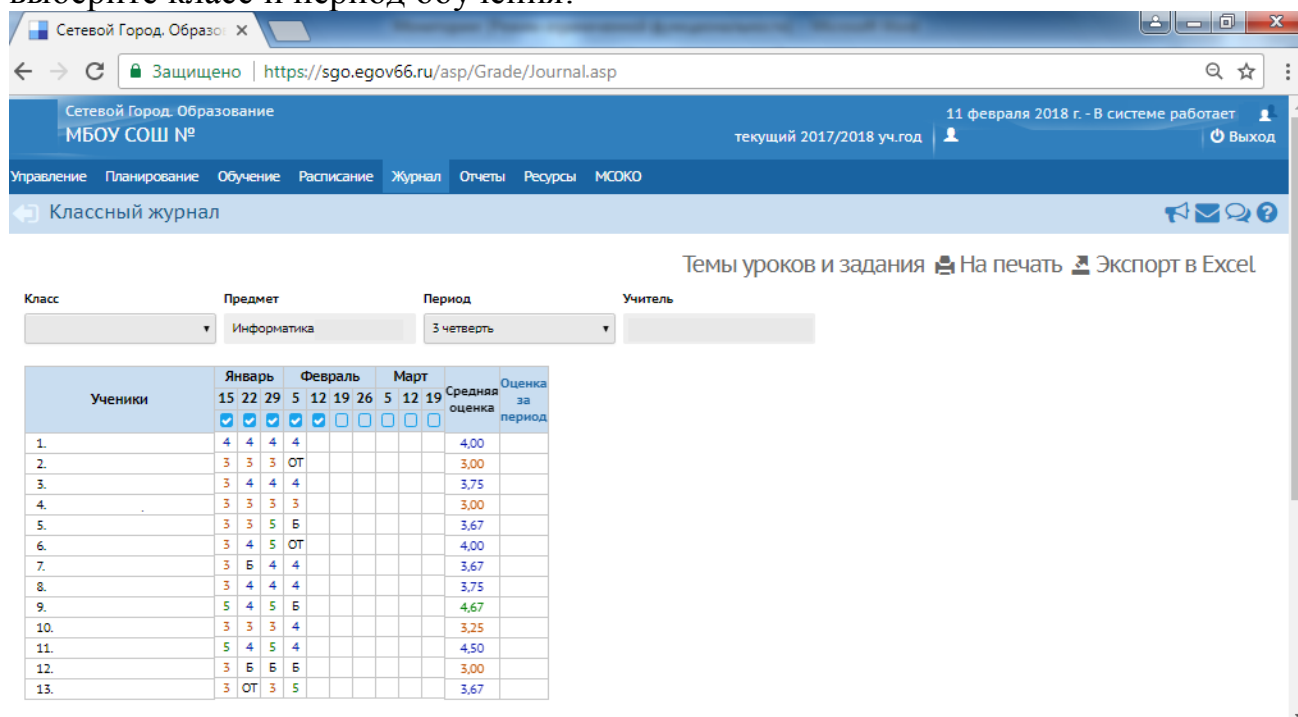 выберите класс и период обучения:
Сетевой Город. Образо
Защищено | https://sgo.egov66.ru/asp/Grade/Journal.asp
Сетевой Город. Образование
МБОУ СОШ №
текущий 2017/2018 уч.год
11 февраля 2018 г. - В системе работает
Выход
Управление Планирование Обучение Расписание Журнал Отчеты Ресурсы МСОКО
Классный журнал
Темы уроков и задания На печать Экспорт в Excel
Класс Предмет Период Учитель
Информатика 3 четверть
Ученики Январь Февраль Март Средняя оценка Оценка за период
15 22 29 5 12 19 26 5 12 19
1. 4 4 4 4 4,00
2. 3 3 3 ОТ 3,00
3. 3 4 4 4 3,75
4. 3 3 3 3 3,00
5. 3 3 5 Б 3,67
6. 3 4 5 ОТ 4,00
7. 3 Б 4 4 3,67
8. 3 4 4 4 3,75
9. 5 4 5 Б 4,67
10. 3 3 3 4 3,25
11. 5 4 5 4 4,50
12. 3 Б Б Б 3,00
13. 3 ОТ 3 5 3,67